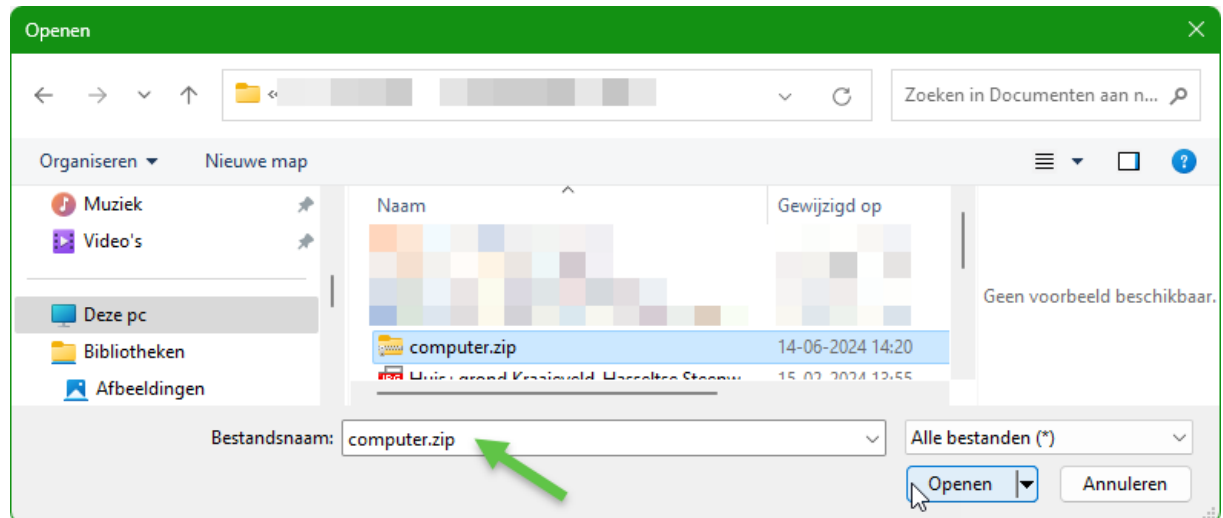 Openen
«
Zoeken in Documenten aan n...
Organiseren Nieuwe map
Muziek
Video's
Deze pc
Bibliotheken
Afbeeldingen
Naam Gewijzigd op
computer.zip 14-06-2024 14:20
15-02-2024 13:55
Geen voorbeeld beschikbaar.
Bestandsnaam: computer.zip Alle bestanden (*)
Openen Annuleren